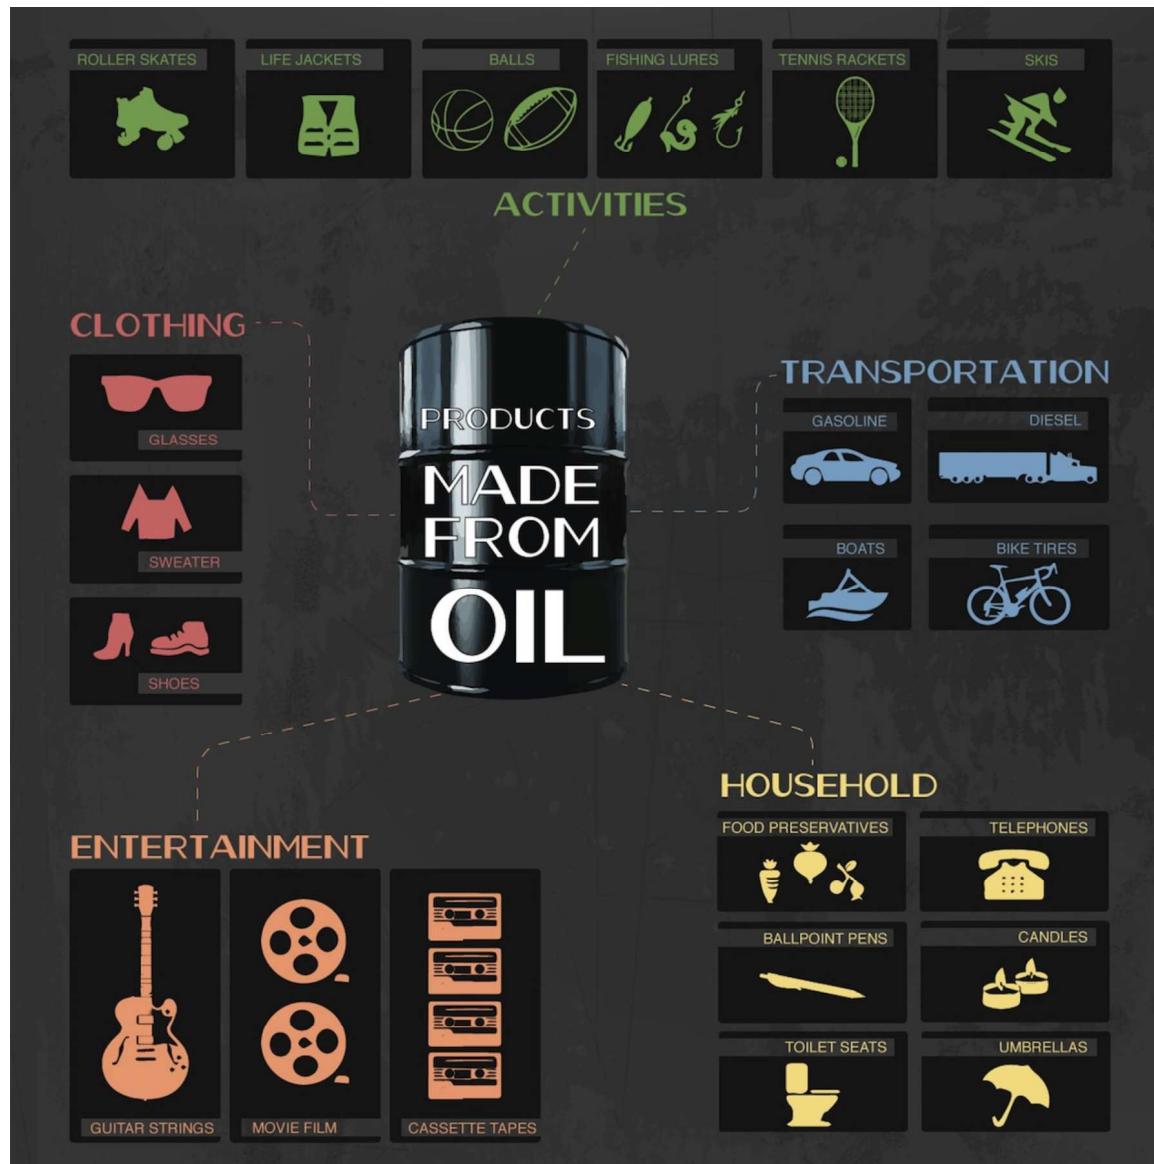 ROLLER SKATES
LIFE JACKETS
BALLS
FISHING LURES
TENNIS RACKETS
SKIS
ACTIVITIES
CLOTHING
GLASSES
SWEATER
SHOES
PRODUCTS
MADE
FROM
OIL
TRANSPORTATION
GASOLINE
DIESEL
BOATS
BIKE TIRES
ENTERTAINMENT
GUITAR STRINGS
MOVIE FILM
CASSETTE TAPES
HOUSEHOLD
FOOD PRESERVATIVES
TELEPHONES
BALLPOINT PENS
CANDLES
TOILET SEATS
UMBRELLAS